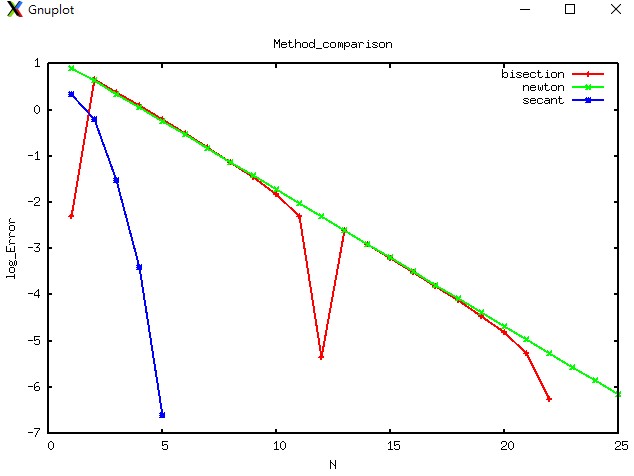 Gnuplot
Method_comparison
bisection
newton
secant
log_Error
1
0
-1
-2
-3
-4
-5
-6
-7
0 5 10 15 20 25
N